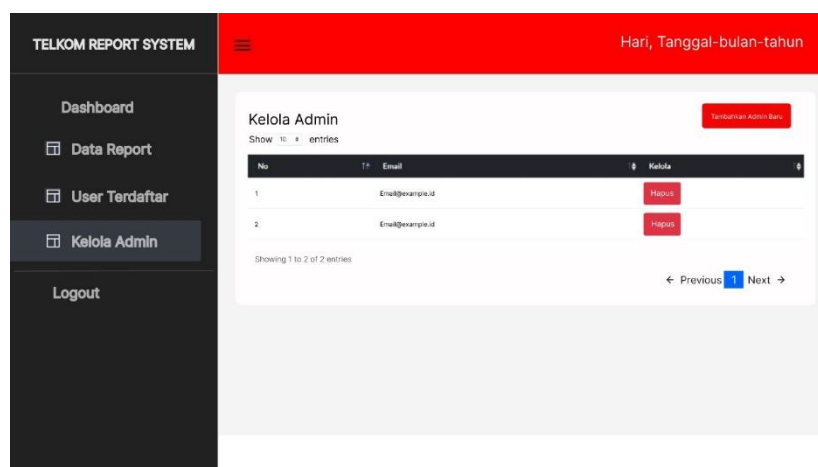 TELKOM REPORT SYSTEM
Hari, Tanggal-bulan-tahun
Dashboard
Data Report
User Terdaftar
Kelola Admin
Logout
Kelola Admin
Tambahkan Admin Baru
Show 10 entries
No Email Kelola
1. Email@example.id Hapus
2. Email@example.id Hapus
Showing 1 to 2 of 2 entries
← Previous 1 Next →